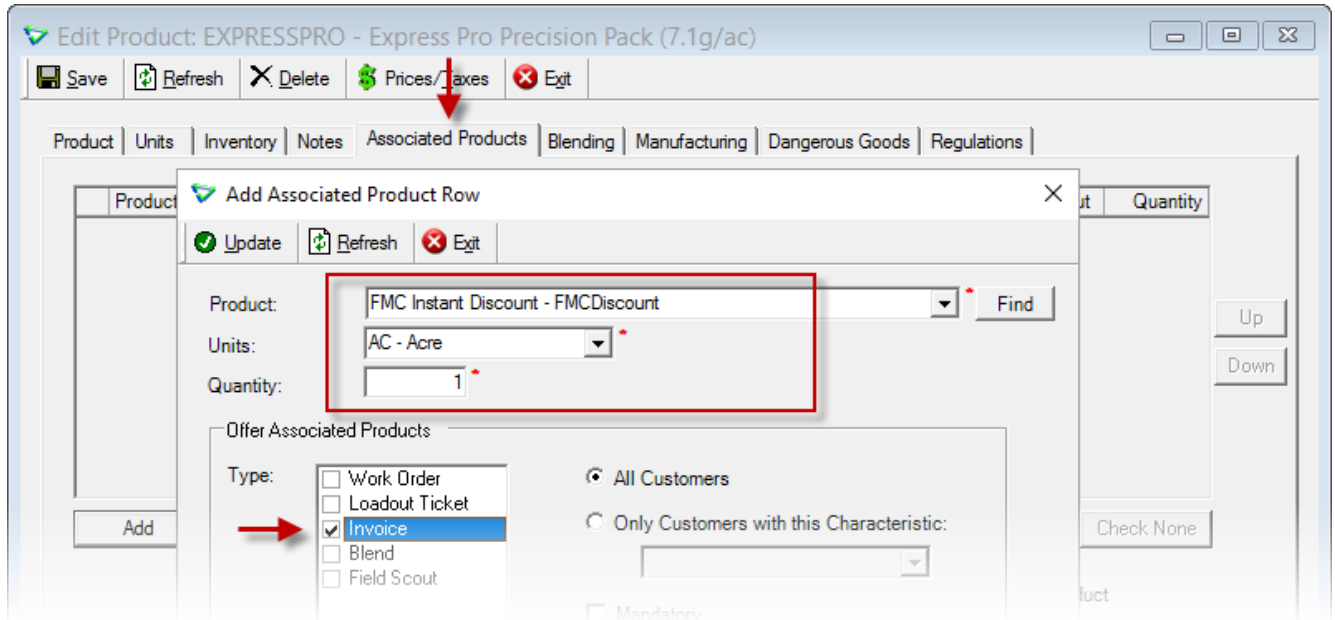 Edit Product: EXPRESSPRO - Express Pro Precision Pack (7.1g/ac)
Save Refresh Delete Prices/Taxes Exit
Product Units Inventory Notes Associated Products Blending Manufacturing Dangerous Goods Regulations
Product Quantity
Add Associated Product Row
Update Refresh Exit
Product: FMC Instant Discount - FMCDiscount * Find
Up
Units: AC - Acre *
Down
Quantity: 1 *
Offer Associated Products
Type: Work Order All Customers
Loadout Ticket
Invoice Only Customers with this Characteristic:
Add Check None
Blend
Field Scout
Mandatory